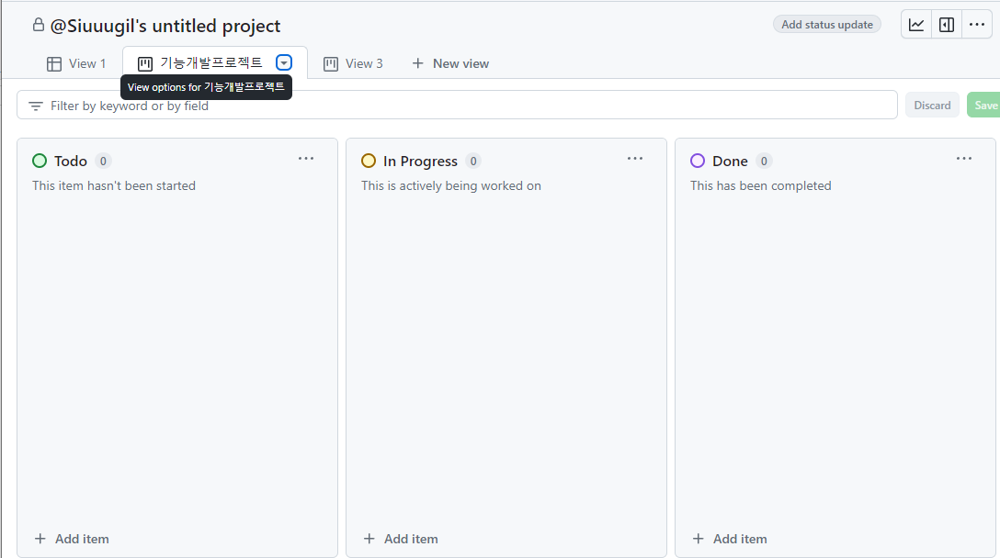 @Siuuugil's untitled project
Add status update
View 1
기능개발프로젝트
View 3
New view
View options for 기능개발프로젝트
Filter by keyword or by field
Discard
Save
Todo 0
This item hasn't been started
In Progress 0
This is actively being worked on
Done 0
This has been completed
Add item
Add item
Add item